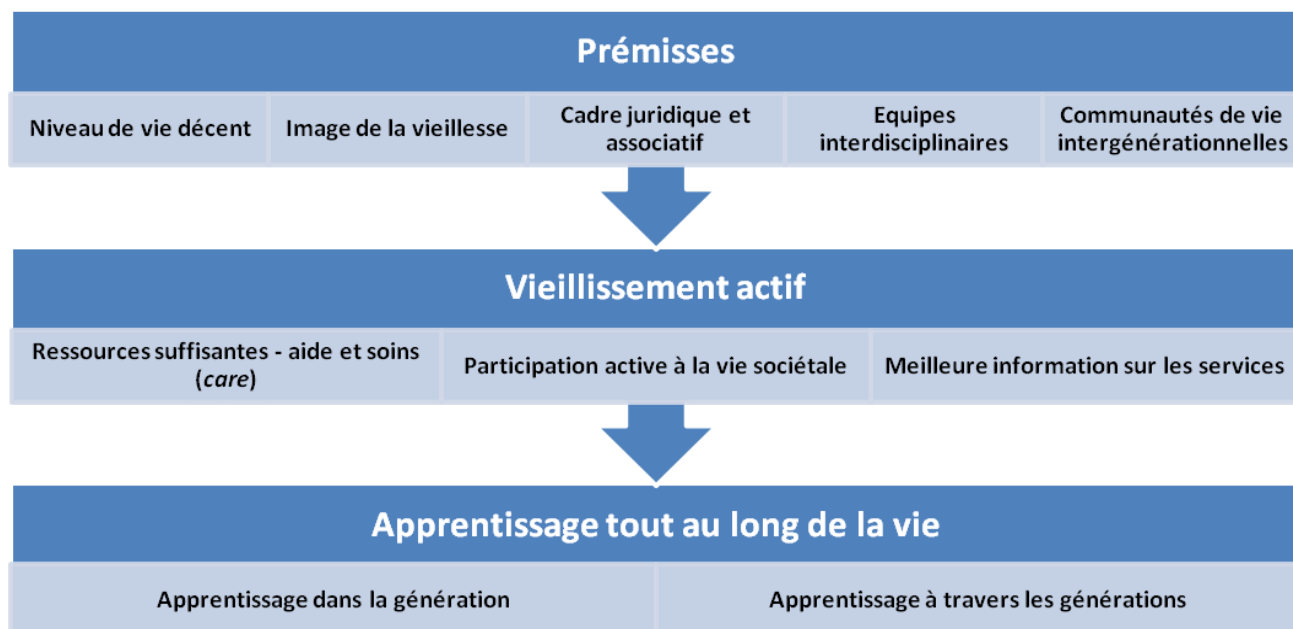 Prémisses
Niveau de vie décent
Image de la vieillesse
Cadre juridique et
associatif
Equipes
interdisciplinaires
Communautés de vie
intergénérationnelles
Vieillissement actif
Ressources suffisantes - aide et soins
(care)
Participation active à la vie sociétale
Meilleure information sur les services
Apprentissage tout au long de la vie
Apprentissage dans la génération
Apprentissage à travers les générations